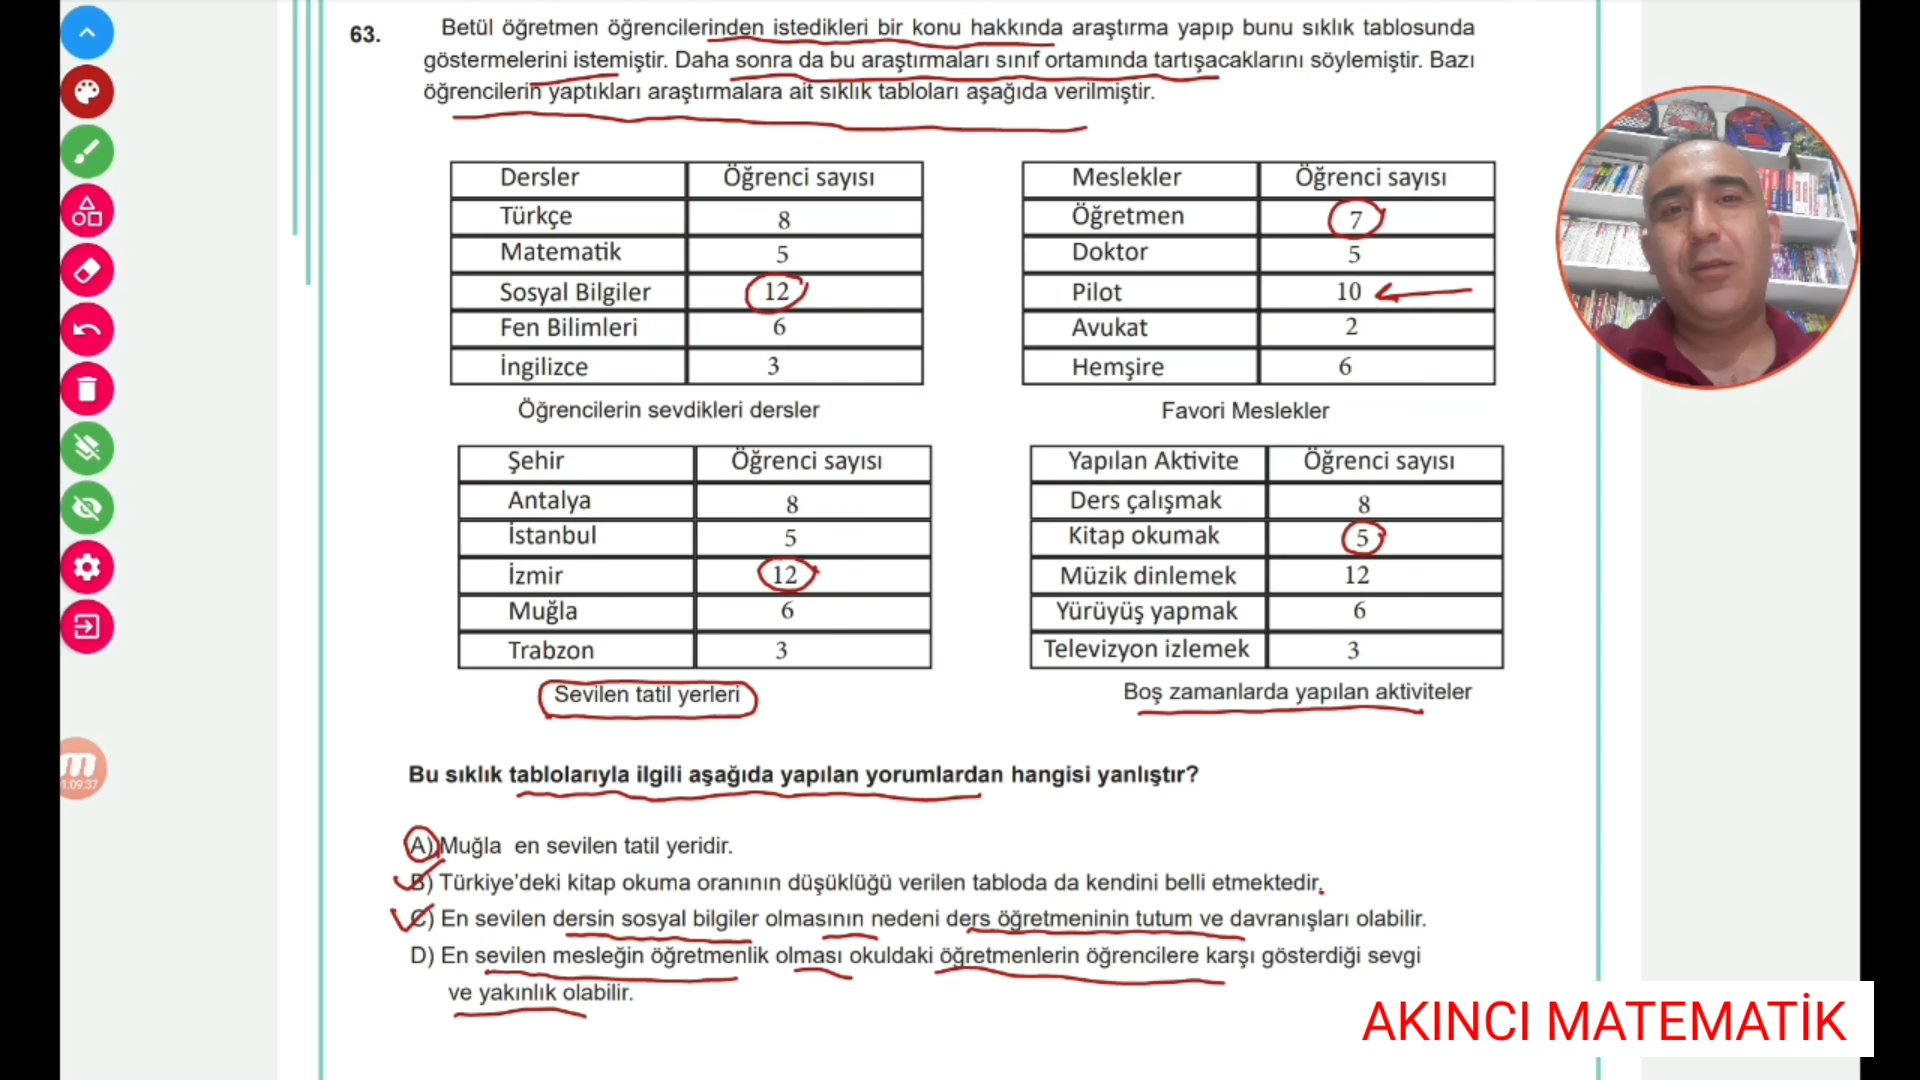 63. Betül öğretmen öğrencilerinden istedikleri bir konu hakkında araştırma yapıp bunu sıklık tablosunda
göstermelerini istemiştir. Daha sonra da bu araştırmaları sınıf ortamında tartışacaklarını söylemiştir. Bazı
öğrencilerin yaptıkları araştırmalara ait sıklık tabloları aşağıda verilmiştir.
Dersler Öğrenci sayısı
Türkçe 8
Matematik 5
Sosyal Bilgiler 12
Fen Bilimleri 6
İngilizce 3
Öğrencilerin sevdikleri dersler
Meslekler Öğrenci sayısı
Öğretmen 7
Doktor 5
Pilot 10
Avukat 2
Hemşire 6
Favori Meslekler
Şehir Öğrenci sayısı
Antalya 8
İstanbul 5
İzmir 12
Muğla 6
Trabzon 3
Sevilen tatil yerleri
Yapılan Aktivite Öğrenci sayısı
Ders çalışmak 8
Kitap okumak 5
Müzik dinlemek 12
Yürüyüş yapmak 6
Televizyon izlemek 3
Boş zamanlarda yapılan aktiviteler
Bu sıklık tablolarıyla ilgili aşağıda yapılan yorumlardan hangisi yanlıştır?
A) Muğla en sevilen tatil yeridir.
B) Türkiye'deki kitap okuma oranının düşüklüğü verilen tabloda da kendini belli etmektedir.
C) En sevilen dersin sosyal bilgiler olmasının nedeni ders öğretmeninin tutum ve davranışları olabilir.
D) En sevilen mesleğin öğretmenlik olması okuldaki öğretmenlerin öğrencilere karşı gösterdiği sevgi
ve yakınlık olabilir.
m
1:09:37
AKINCI MATEMATİK